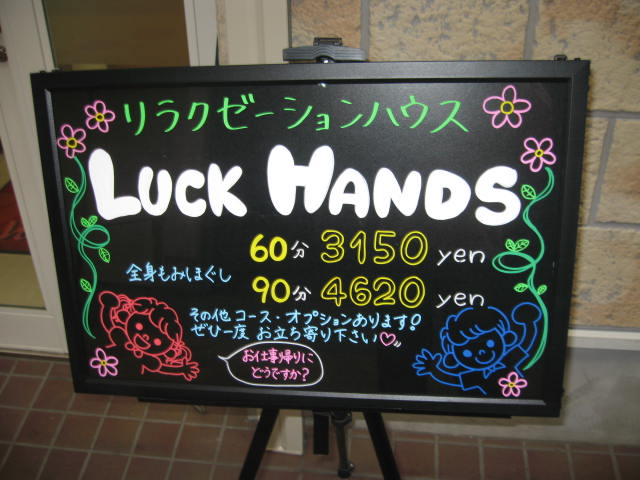 リラクゼーションハウス
LUCK HANDS
60分 3150 yen
全身もみほぐし
90分 4620 yen
その他 コース・オプションあります!
ぜひ一度 お立ち寄り下さい♡
お仕事帰りに
どうですか?